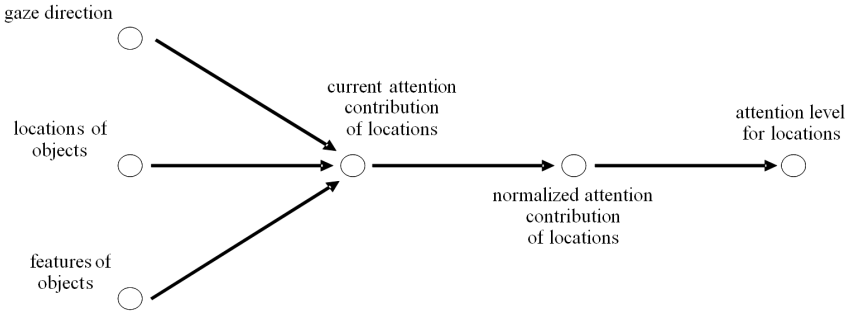 gaze direction
locations of
objects
features of
objects
current attention
contribution
of locations
normalized attention
contribution
of locations
attention level
for locations